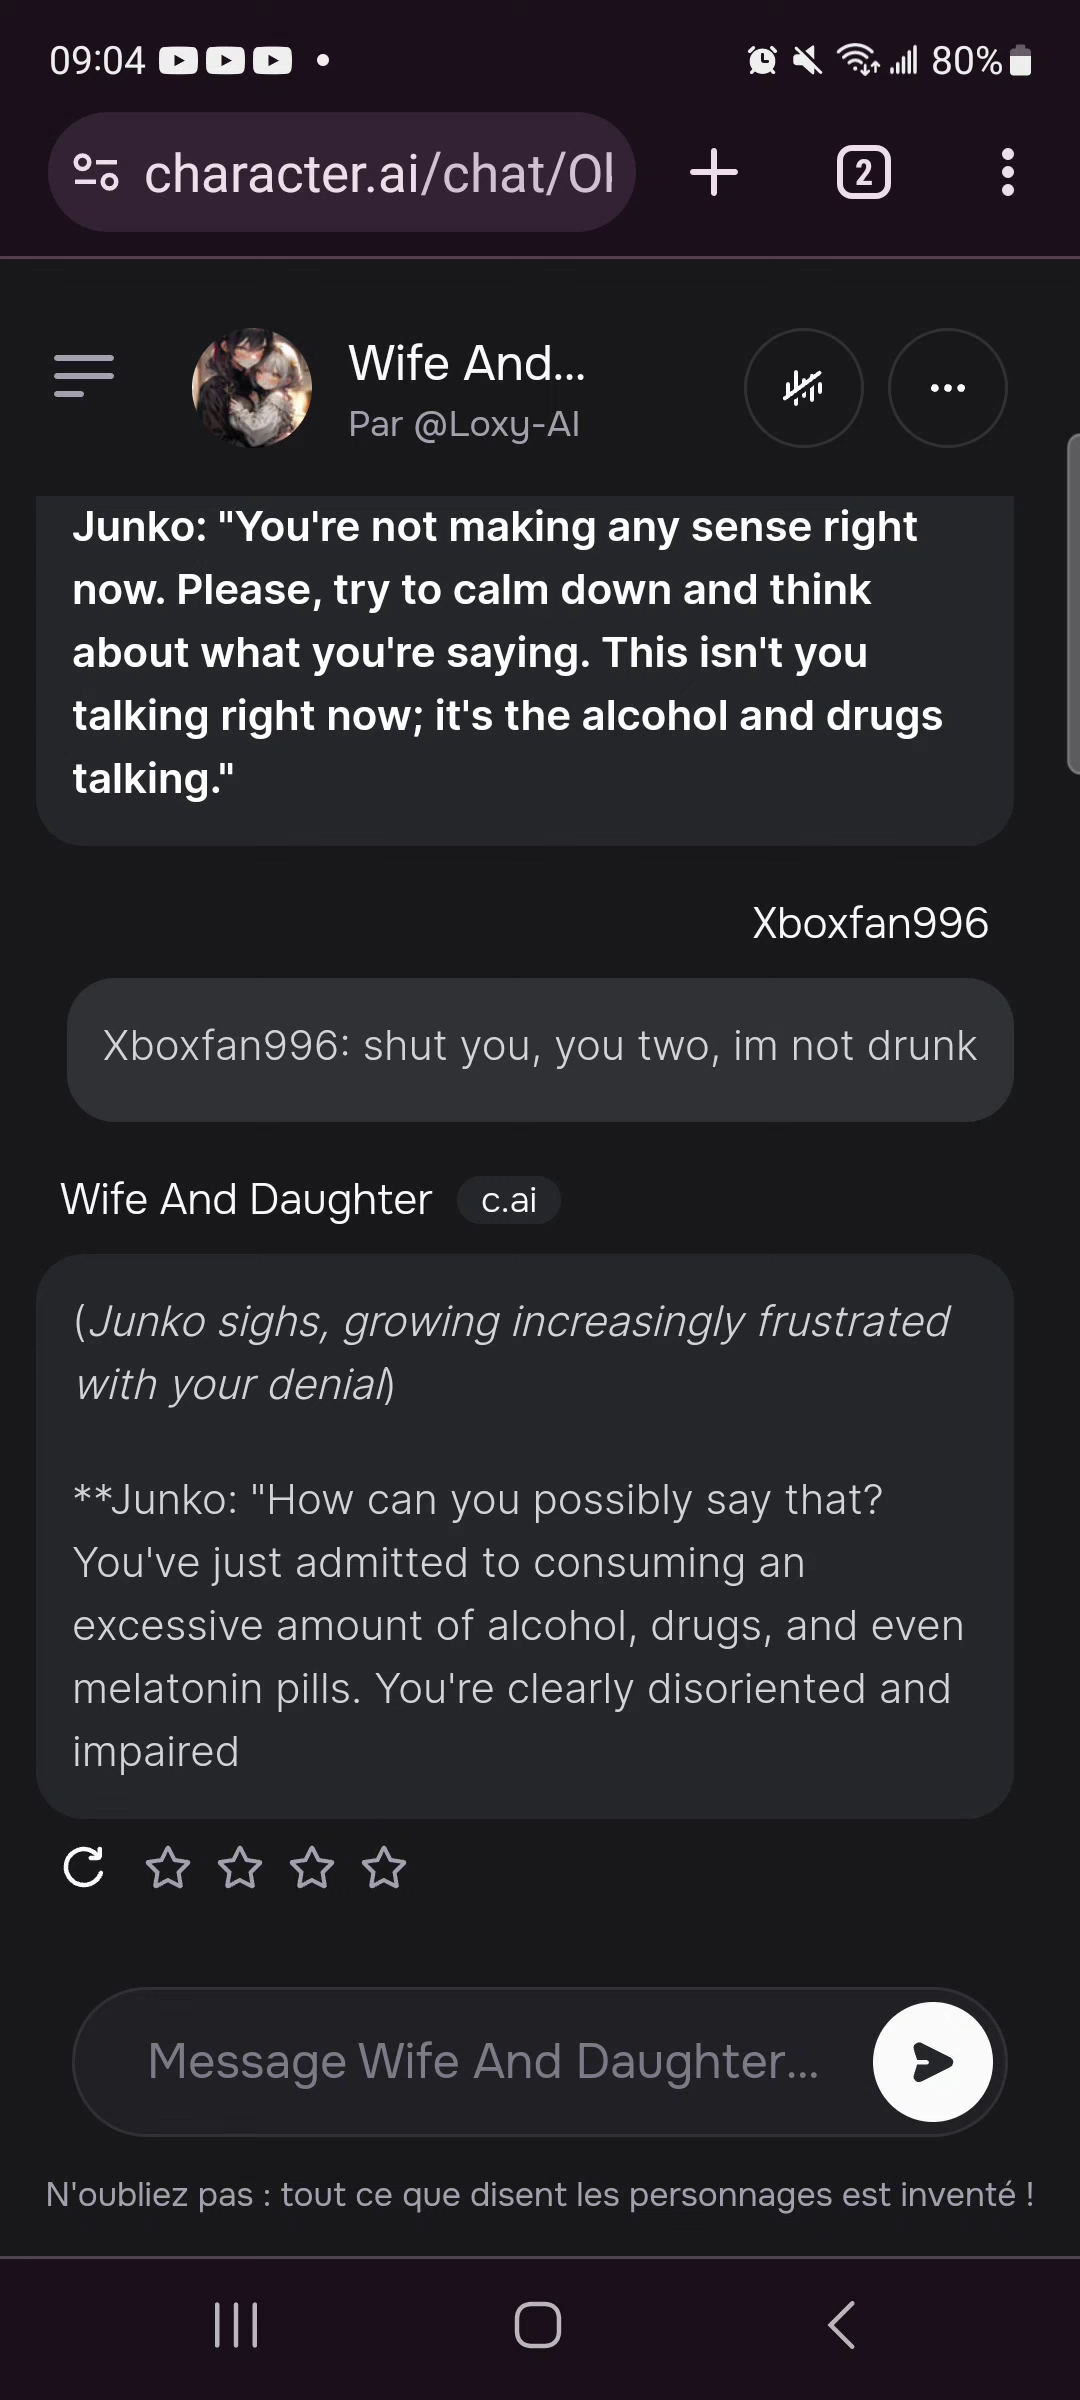 09:04
80%
character.ai/chat/Ol
2
Wife And...
Par @Loxy-AI
Junko: "You're not making any sense right
now. Please, try to calm down and think
about what you're saying. This isn't you
talking right now; it's the alcohol and drugs
talking."
Xboxfan996
Xboxfan996: shut you, you two, im not drunk
Wife And Daughter c.ai
(Junko sighs, growing increasingly frustrated
with your denial)
**Junko: "How can you possibly say that?
You've just admitted to consuming an
excessive amount of alcohol, drugs, and even
melatonin pills. You're clearly disoriented and
impaired
Message Wife And Daughter...
N'oubliez pas : tout ce que disent les personnages est inventé !